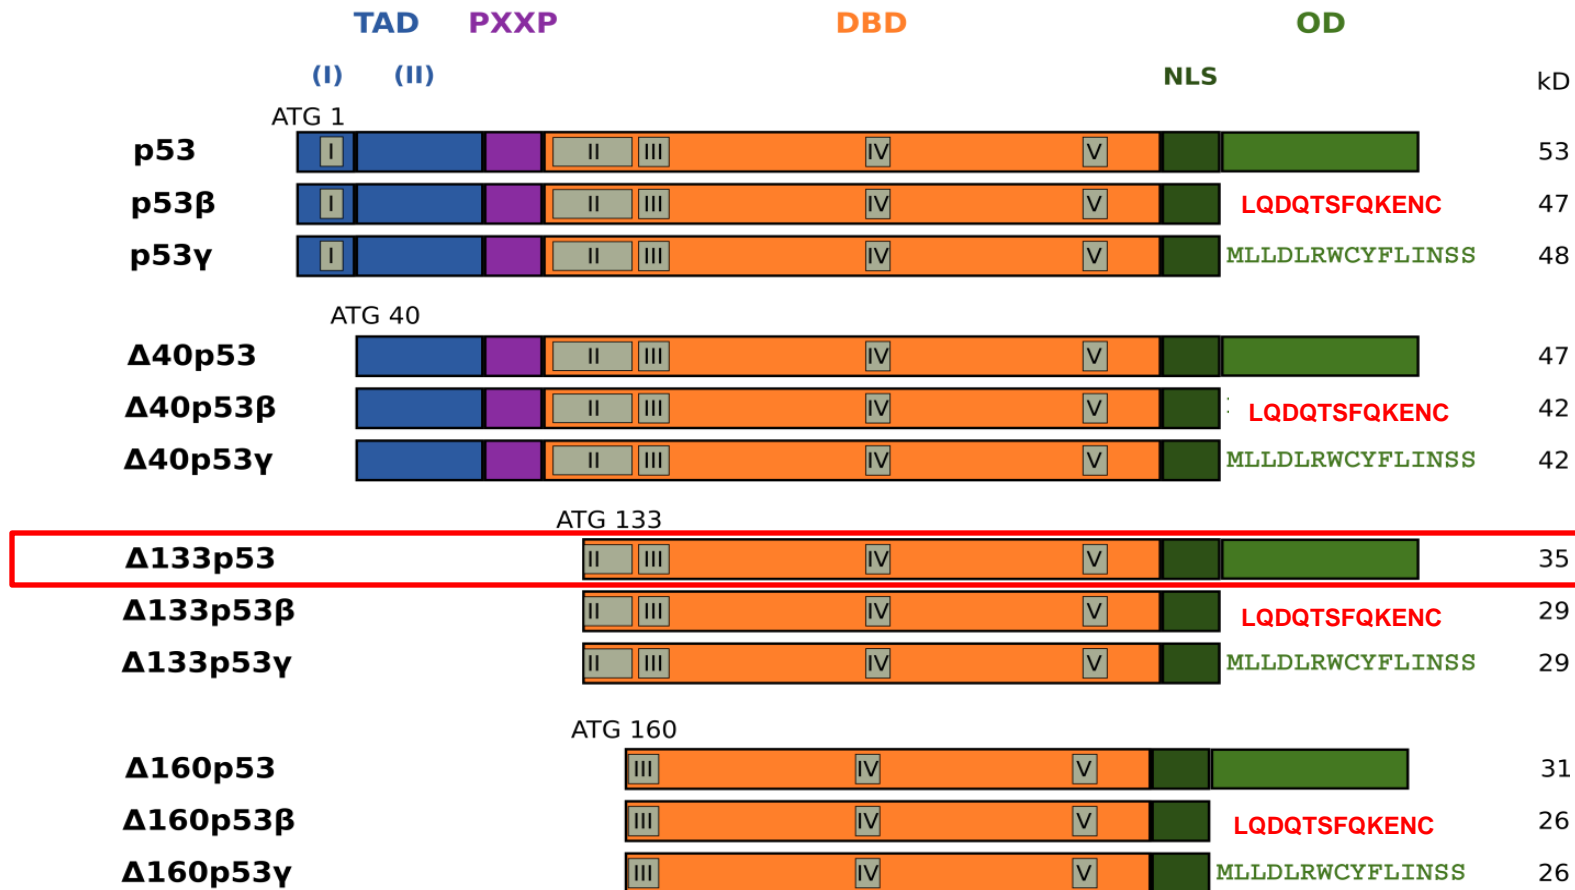 TAD PXXP DBD OD
(I) (II) NLS kD
ATG 1
p53 I II III IV V 53
p53β I II III IV V LQDQTSFQKENC 47
p53γ I II III IV V MLLDLRWCYFLINSS 48
ATG 40
Δ40p53 II III IV V 47
Δ40p53β II III IV V LQDQTSFQKENC 42
Δ40p53γ II III IV V MLLDLRWCYFLINSS 42
ATG 133
Δ133p53 II III IV V 35
Δ133p53β II III IV V LQDQTSFQKENC 29
Δ133p53γ II III IV V MLLDLRWCYFLINSS 29
ATG 160
Δ160p53 III IV V 31
Δ160p53β III IV V LQDQTSFQKENC 26
Δ160p53γ III IV V MLLDLRWCYFLINSS 26